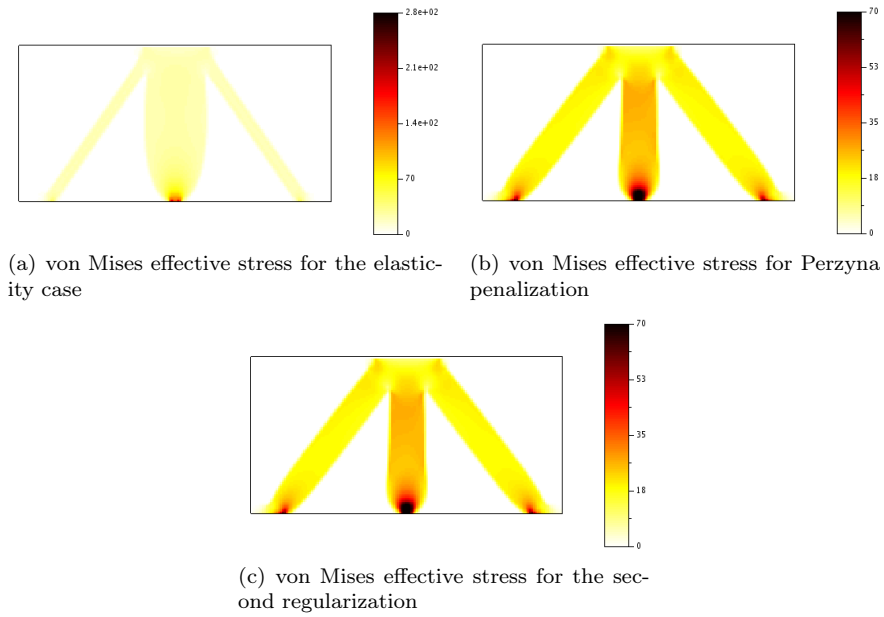 2.8e+02
2.1e+02
1.4e+02
70
0
70
53
35
18
0
(a) von Mises effective stress for the elastic-
ity case
(b) von Mises effective stress for Perzyna
penalization
70
53
35
18
0
(c) von Mises effective stress for the sec-
ond regularization